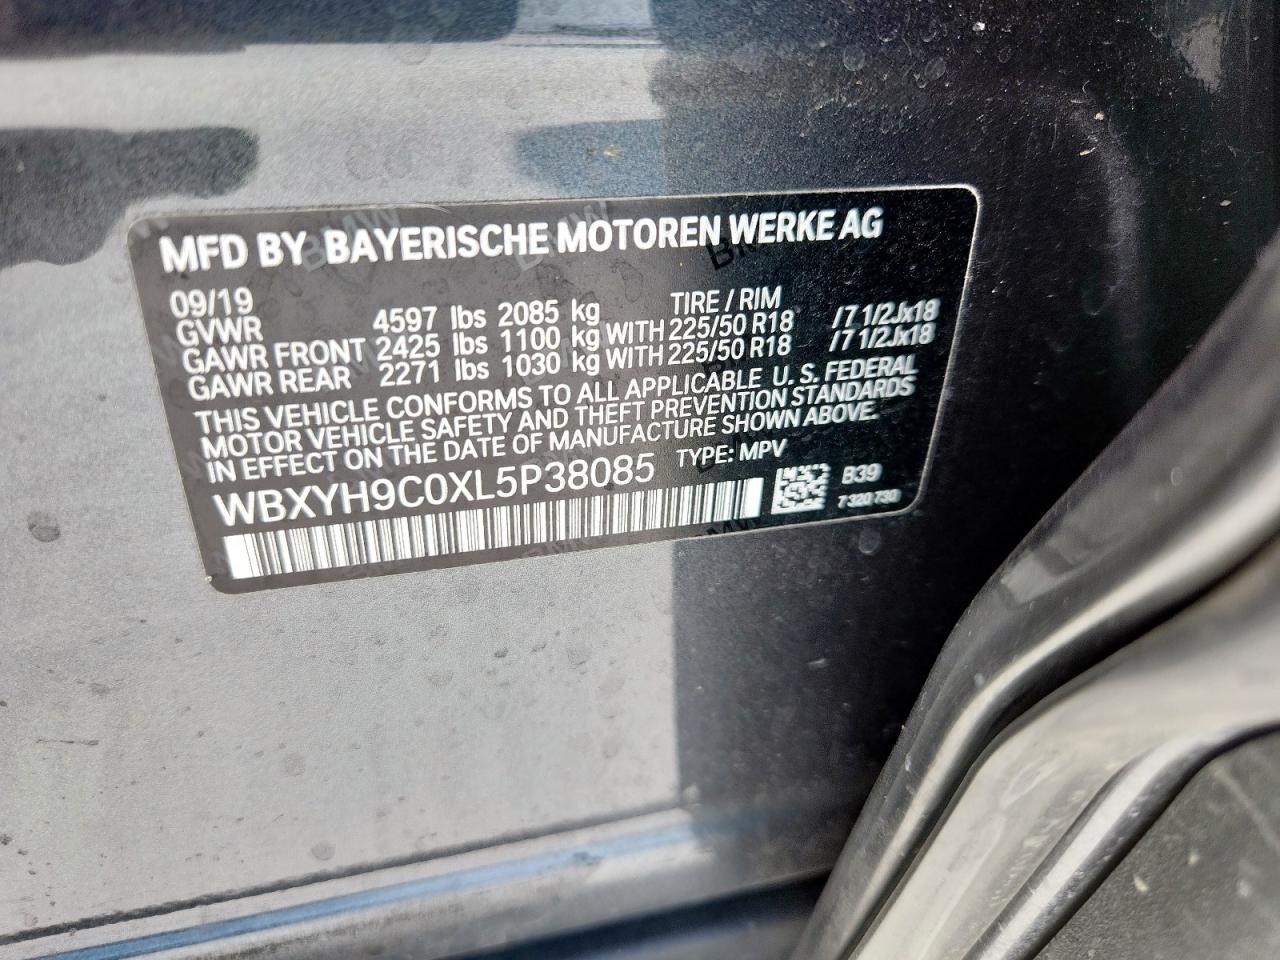 MFD BY BAYERISCHE MOTOREN WERKE AG
09/19 TIRE / RIM
GVWR 4597 lbs 2085 kg
GAWR FRONT 2425 lbs 1100 kg WITH 225/50 R18 /7 1/2Jx18
GAWR REAR 2271 lbs 1030 kg WITH 225/50 R18 /7 1/2Jx18
THIS VEHICLE CONFORMS TO ALL APPLICABLE U. S. FEDERAL
MOTOR VEHICLE SAFETY AND THEFT PREVENTION STANDARDS
IN EFFECT ON THE DATE OF MANUFACTURE SHOWN ABOVE.
WBXYH9C0XL5P38085 TYPE: MPV
B39
7 320 730